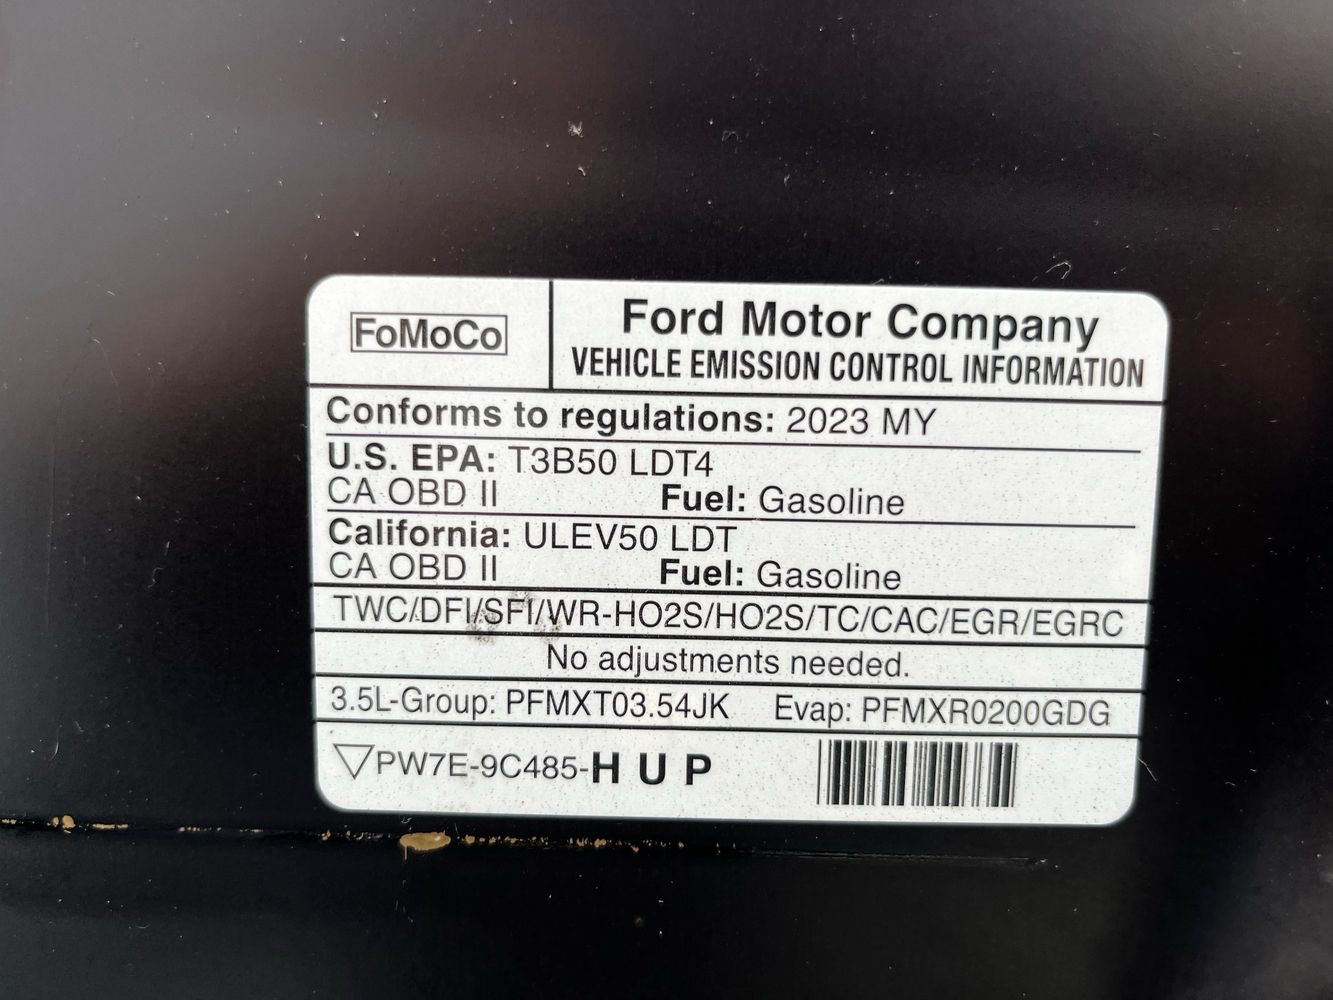 FoMoCo
Ford Motor Company
VEHICLE EMISSION CONTROL INFORMATION
Conforms to regulations: 2023 MY
U.S. EPA: T3B50 LDT4
CA OBD II Fuel: Gasoline
California: ULEV50 LDT
CA OBD II Fuel: Gasoline
TWC/DFI/SFI/WR-HO2S/HO2S/TC/CAC/EGR/EGRC
No adjustments needed.
3.5L-Group: PFMXT03.54JK Evap: PFMXR0200GDG
PW7E-9C485-H U P